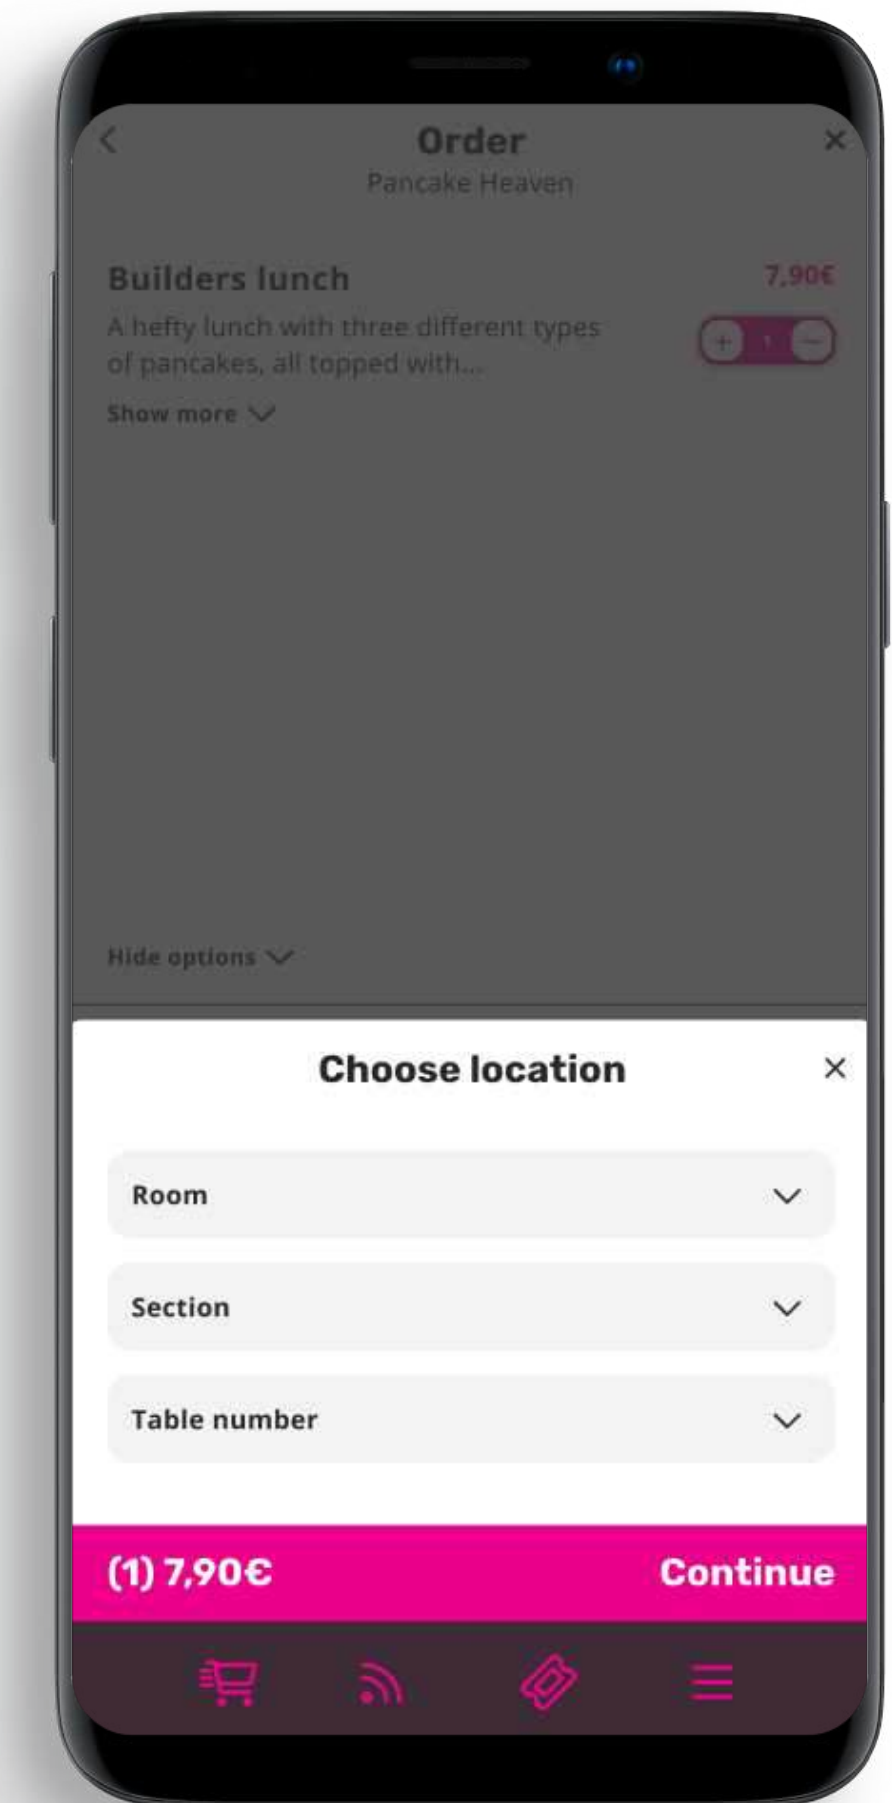 Order
Pancake Heaven
Builders lunch
7,90€
A hefty lunch with three different types
of pancakes, all topped with...
+ 1 −
Show more
Hide options
Choose location
Room
Section
Table number
(1) 7,90€
Continue